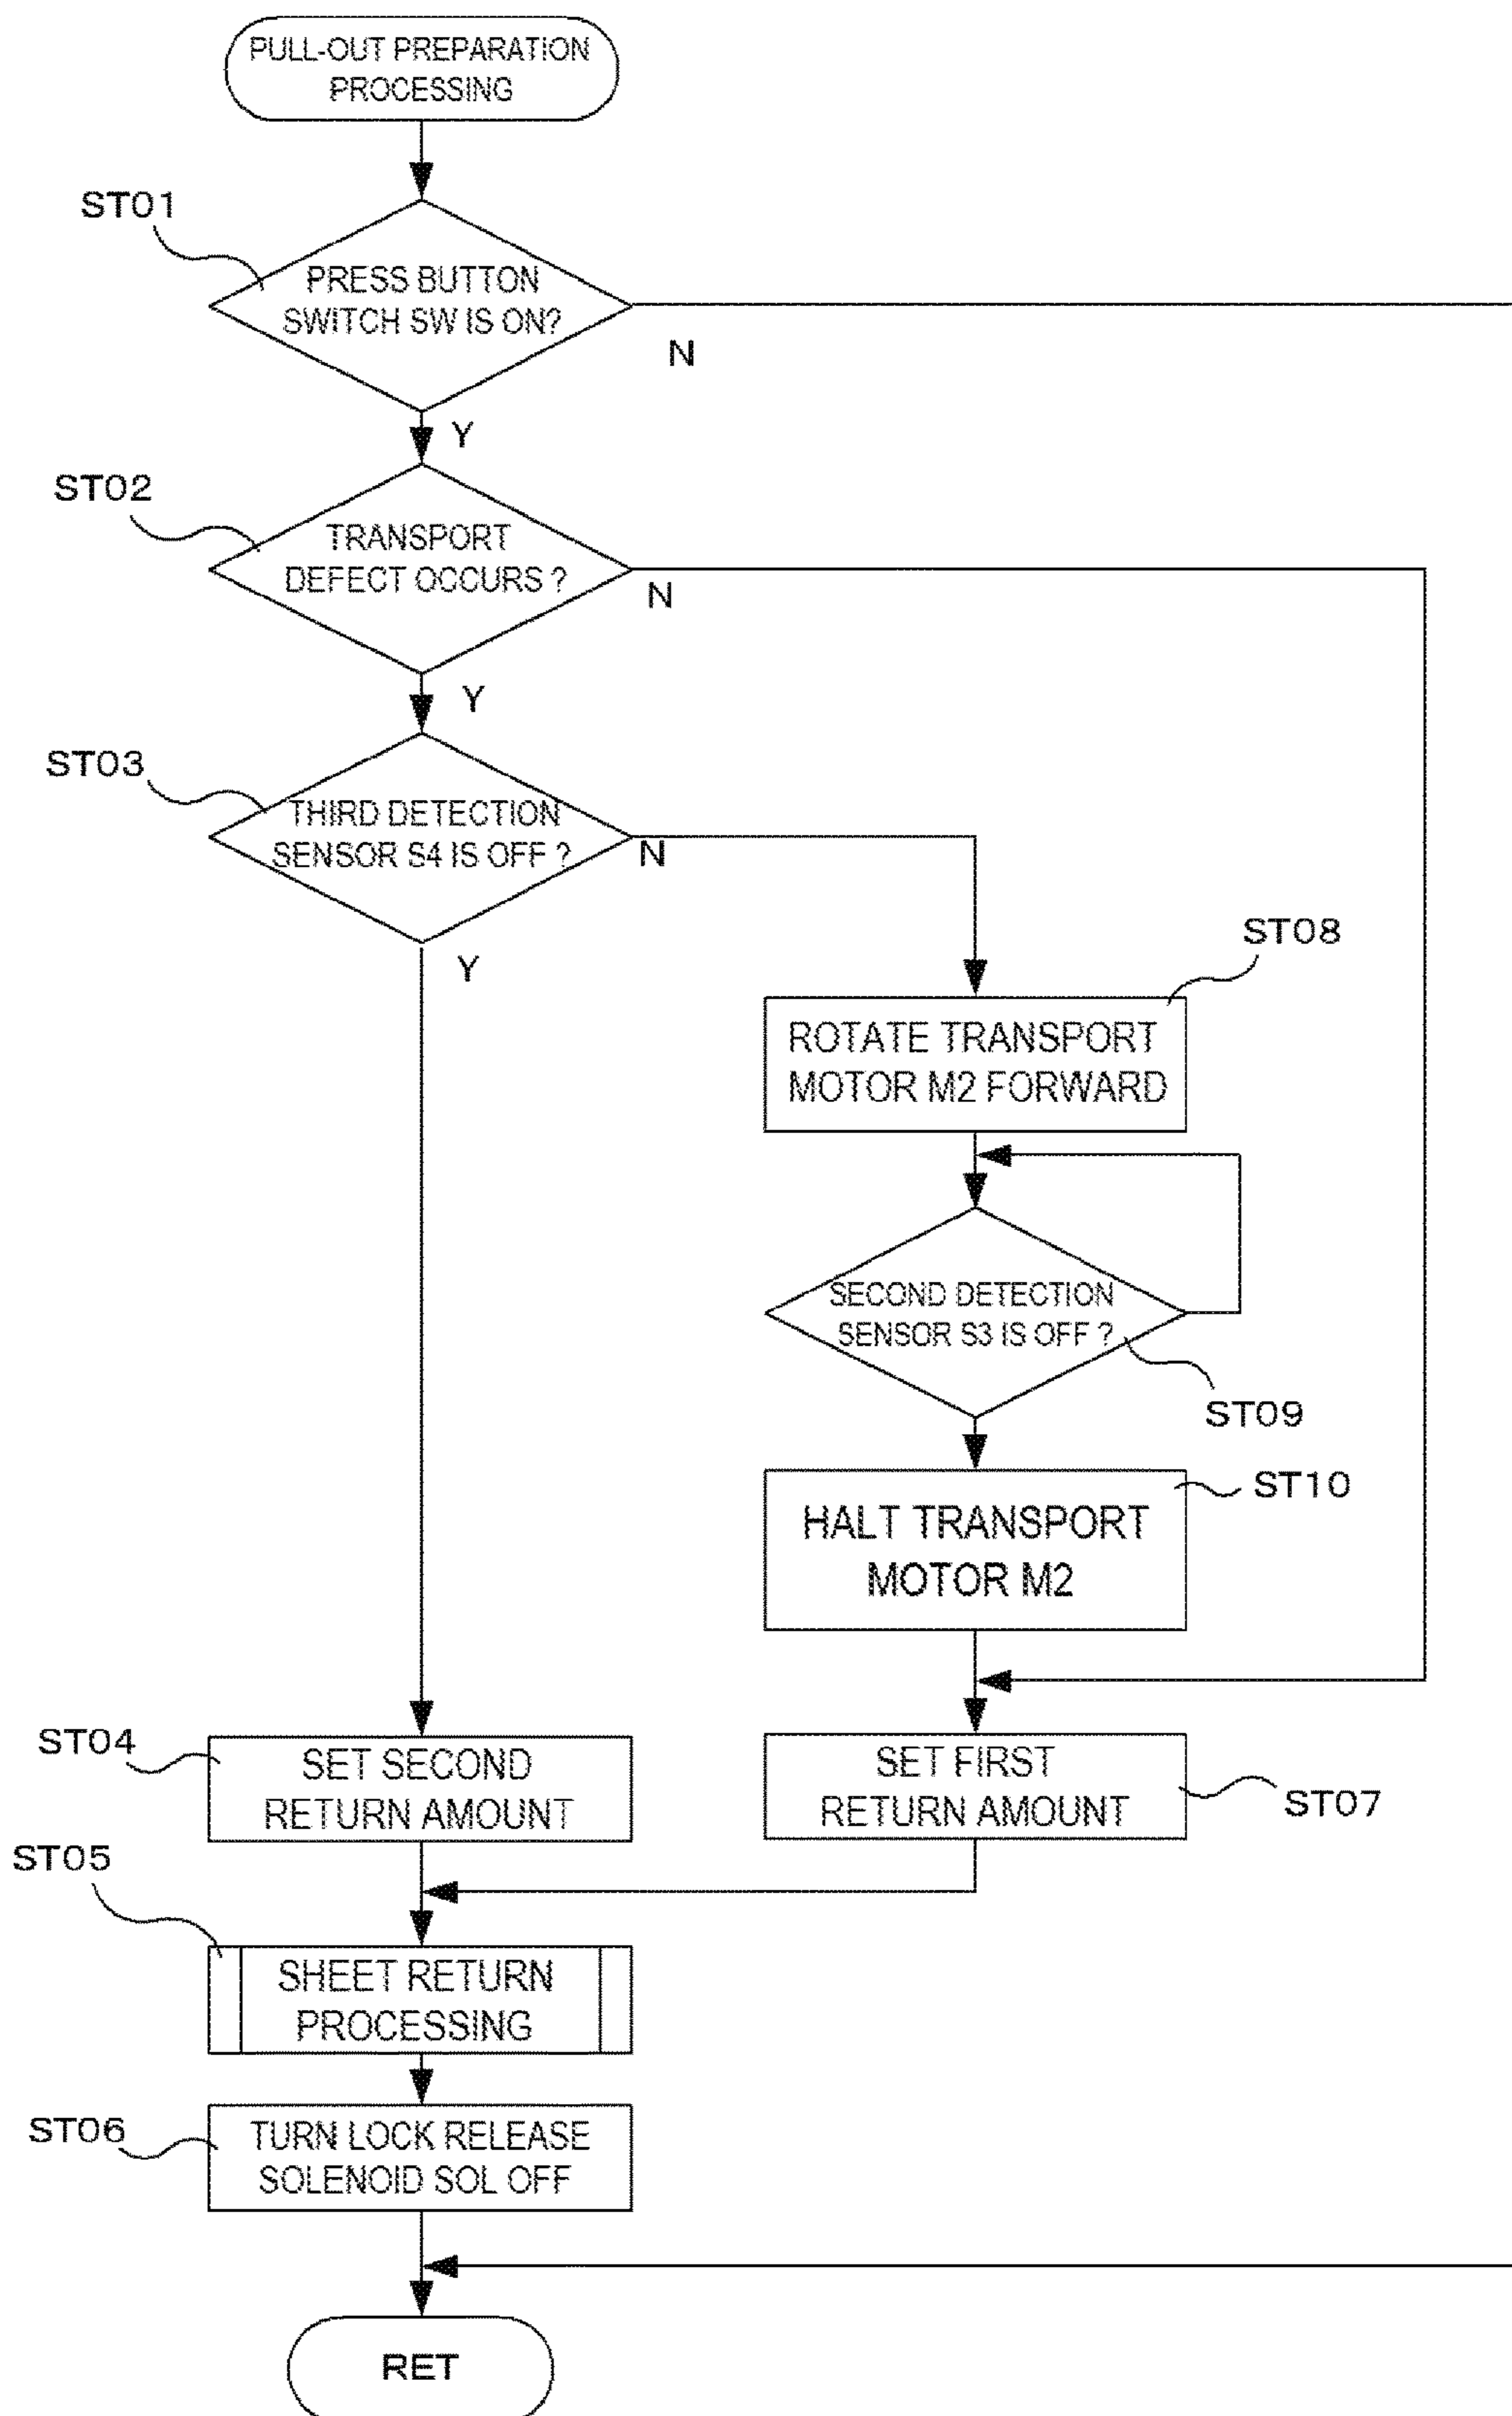 PULL-OUT PREPARATION
PROCESSING
ST01
PRESS BUTTON
SWITCH SW IS ON?
N
Y
ST02
TRANSPORT
DEFECT OCCURS ?
N
Y
ST03
THIRD DETECTION
SENSOR S4 IS OFF ?
N
Y
ST08
ROTATE TRANSPORT
MOTOR M2 FORWARD
SECOND DETECTION
SENSOR S3 IS OFF ?
ST09
ST10
HALT TRANSPORT
MOTOR M2
ST04
SET SECOND
RETURN AMOUNT
SET FIRST
RETURN AMOUNT
ST07
ST05
SHEET RETURN
PROCESSING
ST06
TURN LOCK RELEASE
SOLENOID SOL OFF
RET